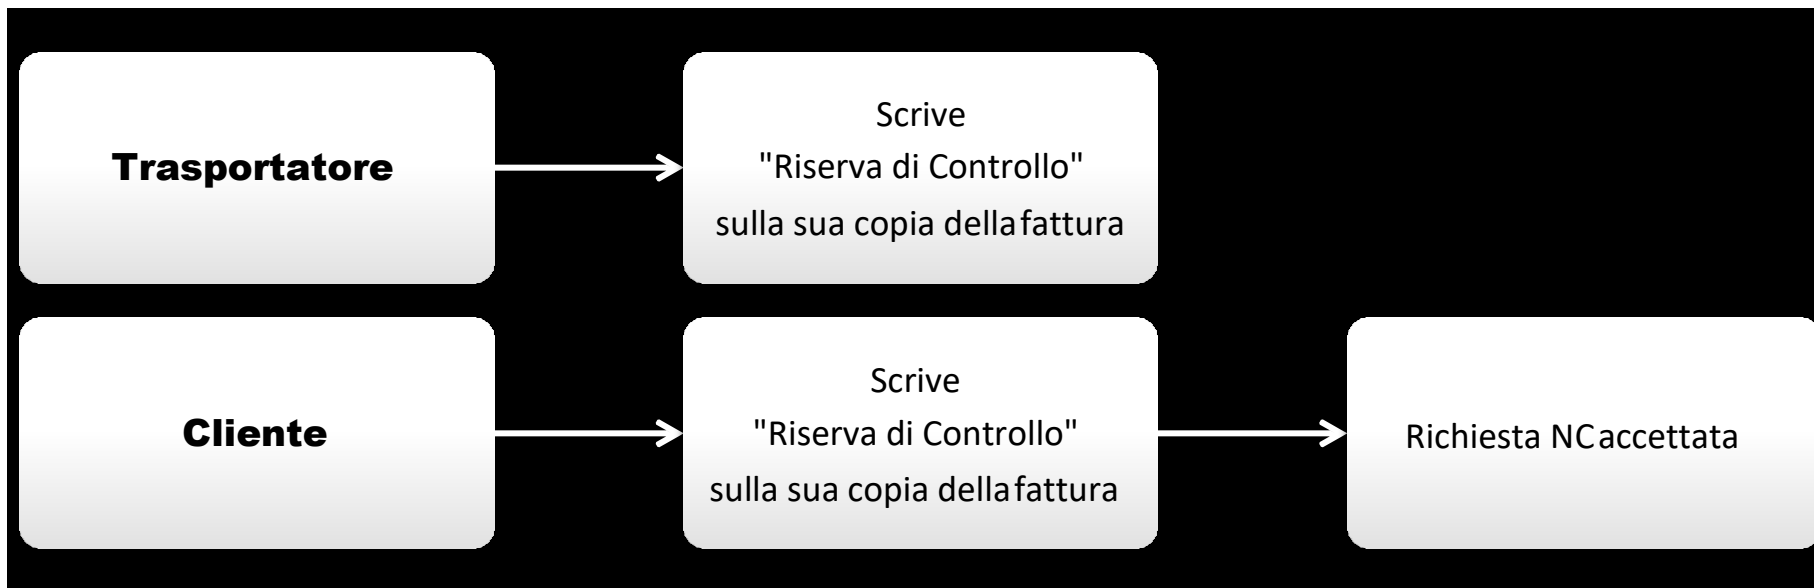 Trasportatore
Scrive
"Riserva di Controllo"
sulla sua copia della fattura
Cliente
Scrive
"Riserva di Controllo"
sulla sua copia della fattura
Richiesta NC accettata